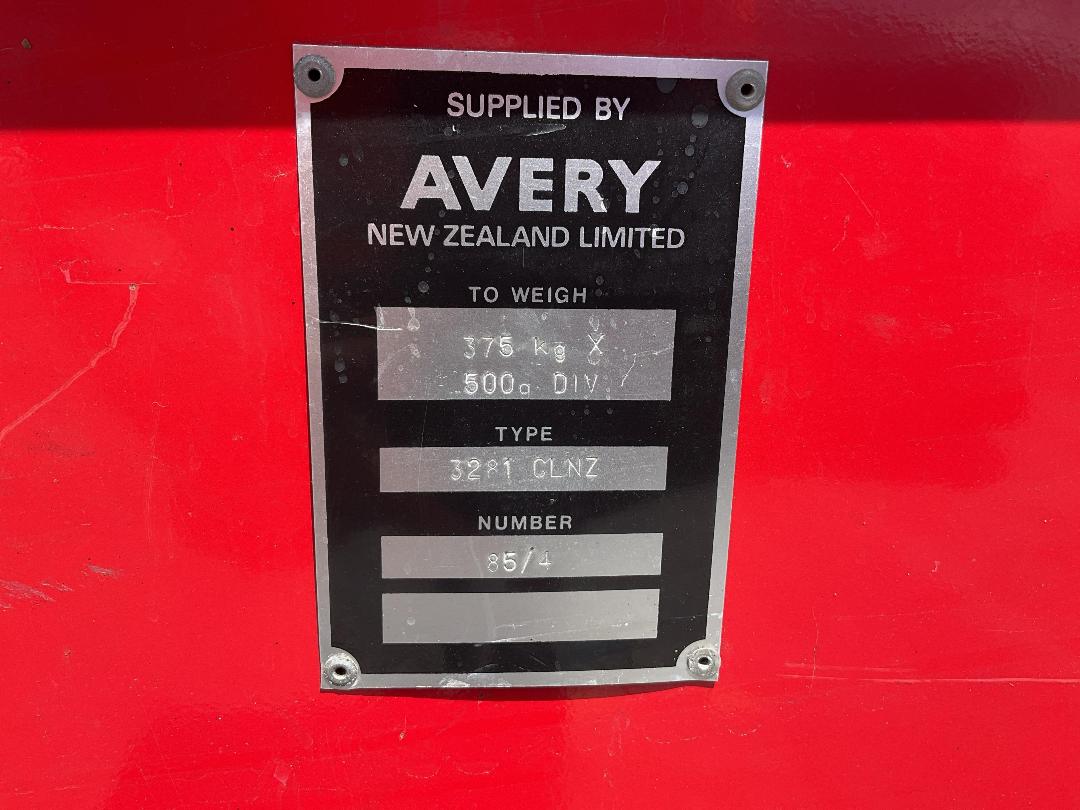 SUPPLIED BY
AVERY
NEW ZEALAND LIMITED
TO WEIGH
375 kg X
500g DIV
TYPE
3281 CLNZ
NUMBER
85/4